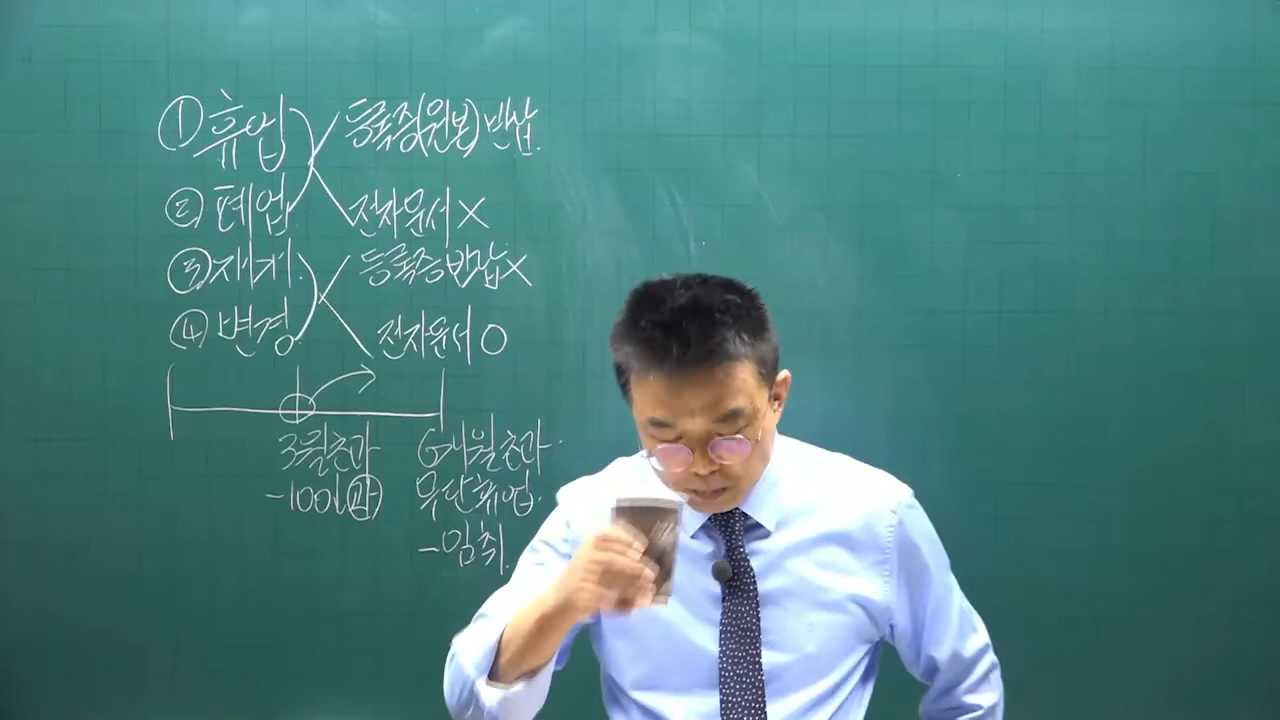 ① 휴업 등록증(원본) 반납.
② 폐업 전자문서 X
③ 재개. 등록증 반납 X
④ 변경 전자문서 O
3월초과
-100↓ 과
6개월초과.
무단휴업.
-임취.